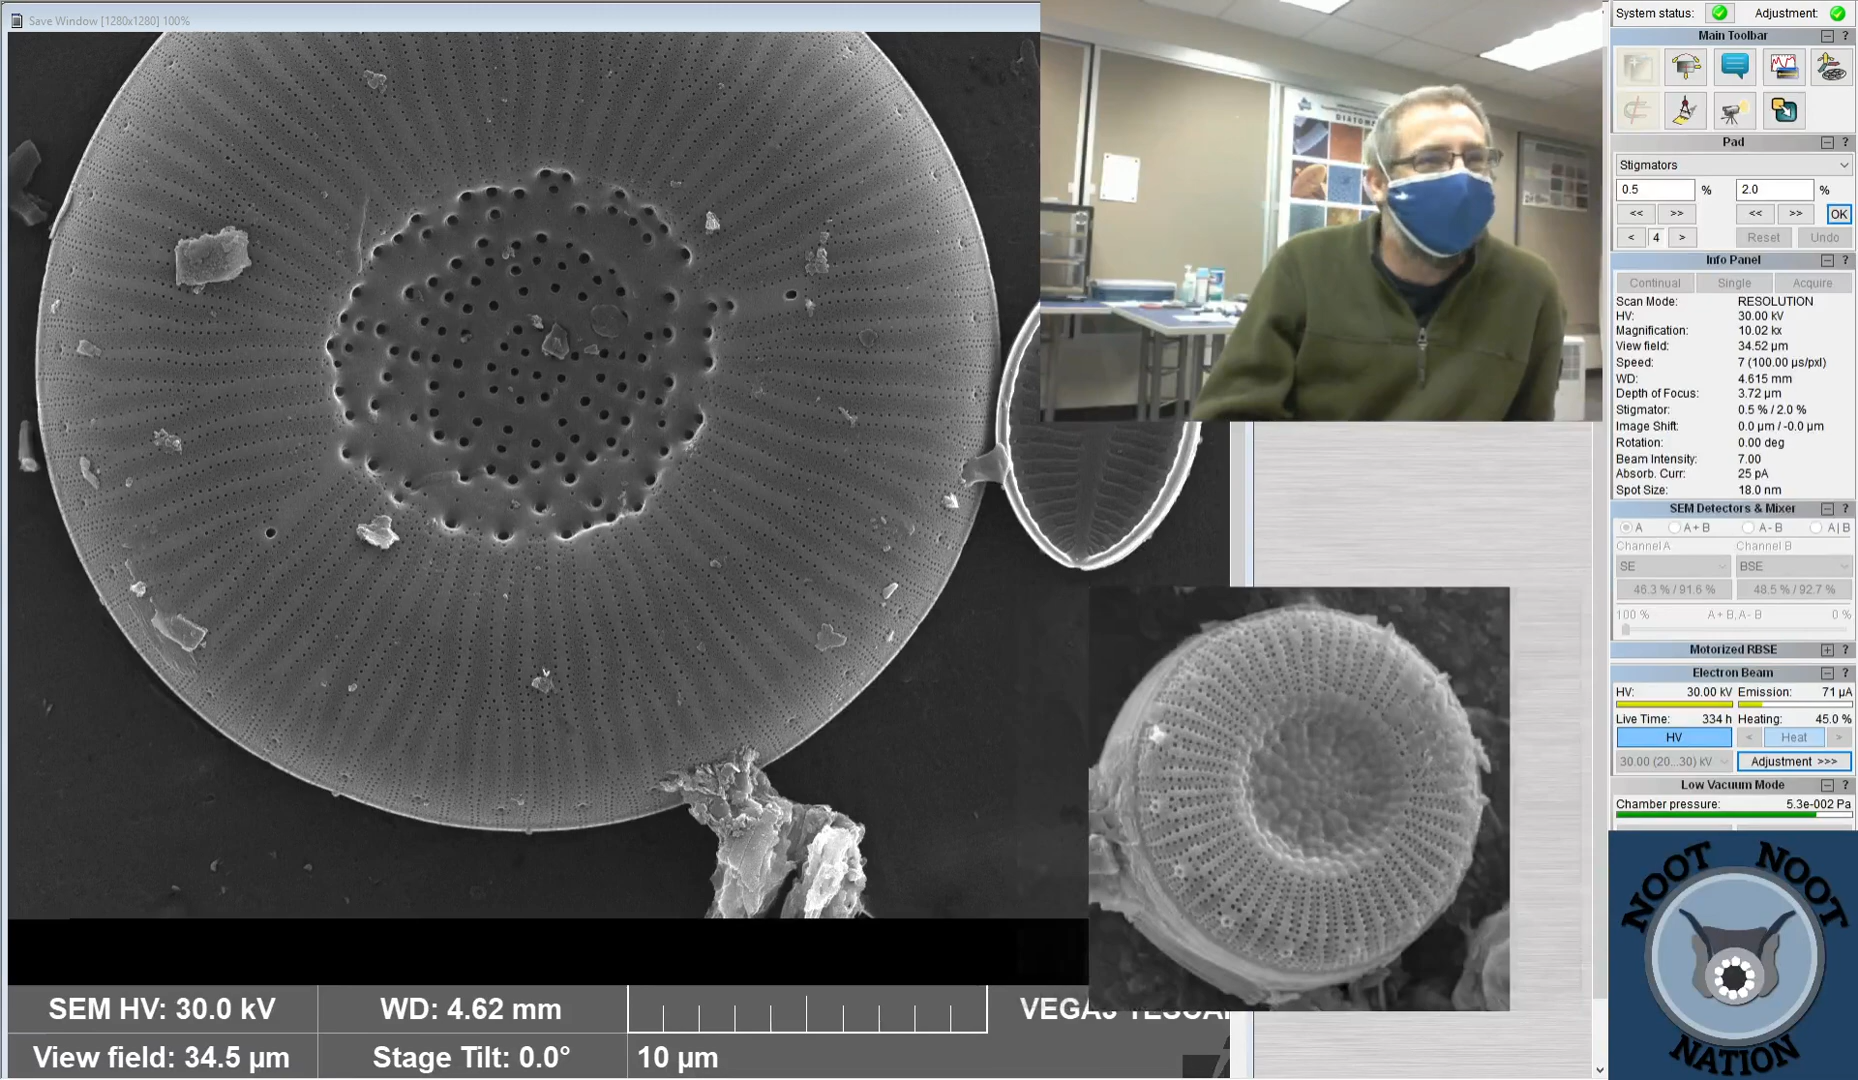 Save Window [1280x1280] 100%
DIATOM
System status:
Adjustment:
Main Toolbar
?
Pad
?
Stigmators
0.5 % 2.0 %
<< >> << >> OK
< 4 > Reset Undo
Info Panel
?
Continual Single Acquire
Scan Mode: RESOLUTION
HV: 30.00 kV
Magnification: 10.02 kx
View field: 34.52 µm
Speed: 7 (100.00 µs/pxl)
WD: 4.615 mm
Depth of Focus: 3.72 µm
Stigmator: 0.5 % / 2.0 %
Image Shift: 0.0 µm / -0.0 µm
Rotation: 0.00 deg
Beam Intensity: 7.00
Absorb. Curr: 25 pA
Spot Size: 18.0 nm
SEM Detectors & Mixer
?
A A + B A - B A | B
Channel A Channel B
SE BSE
46.3 % / 91.6 % 48.5 % / 92.7 %
100 % A + B, A - B 0 %
Motorized RBSE
?
Electron Beam
?
HV: 30.00 kV Emission: 71 µA
Live Time: 334 h Heating: 45.0 %
HV < Heat >
30.00 (20...30) kV Adjustment >>>
Low Vacuum Mode
?
Chamber pressure: 5.3e-002 Pa
NOOT NOOT
NATION
SEM HV: 30.0 kV WD: 4.62 mm VEGA3 TESCA
View field: 34.5 µm Stage Tilt: 0.0° 10 µm